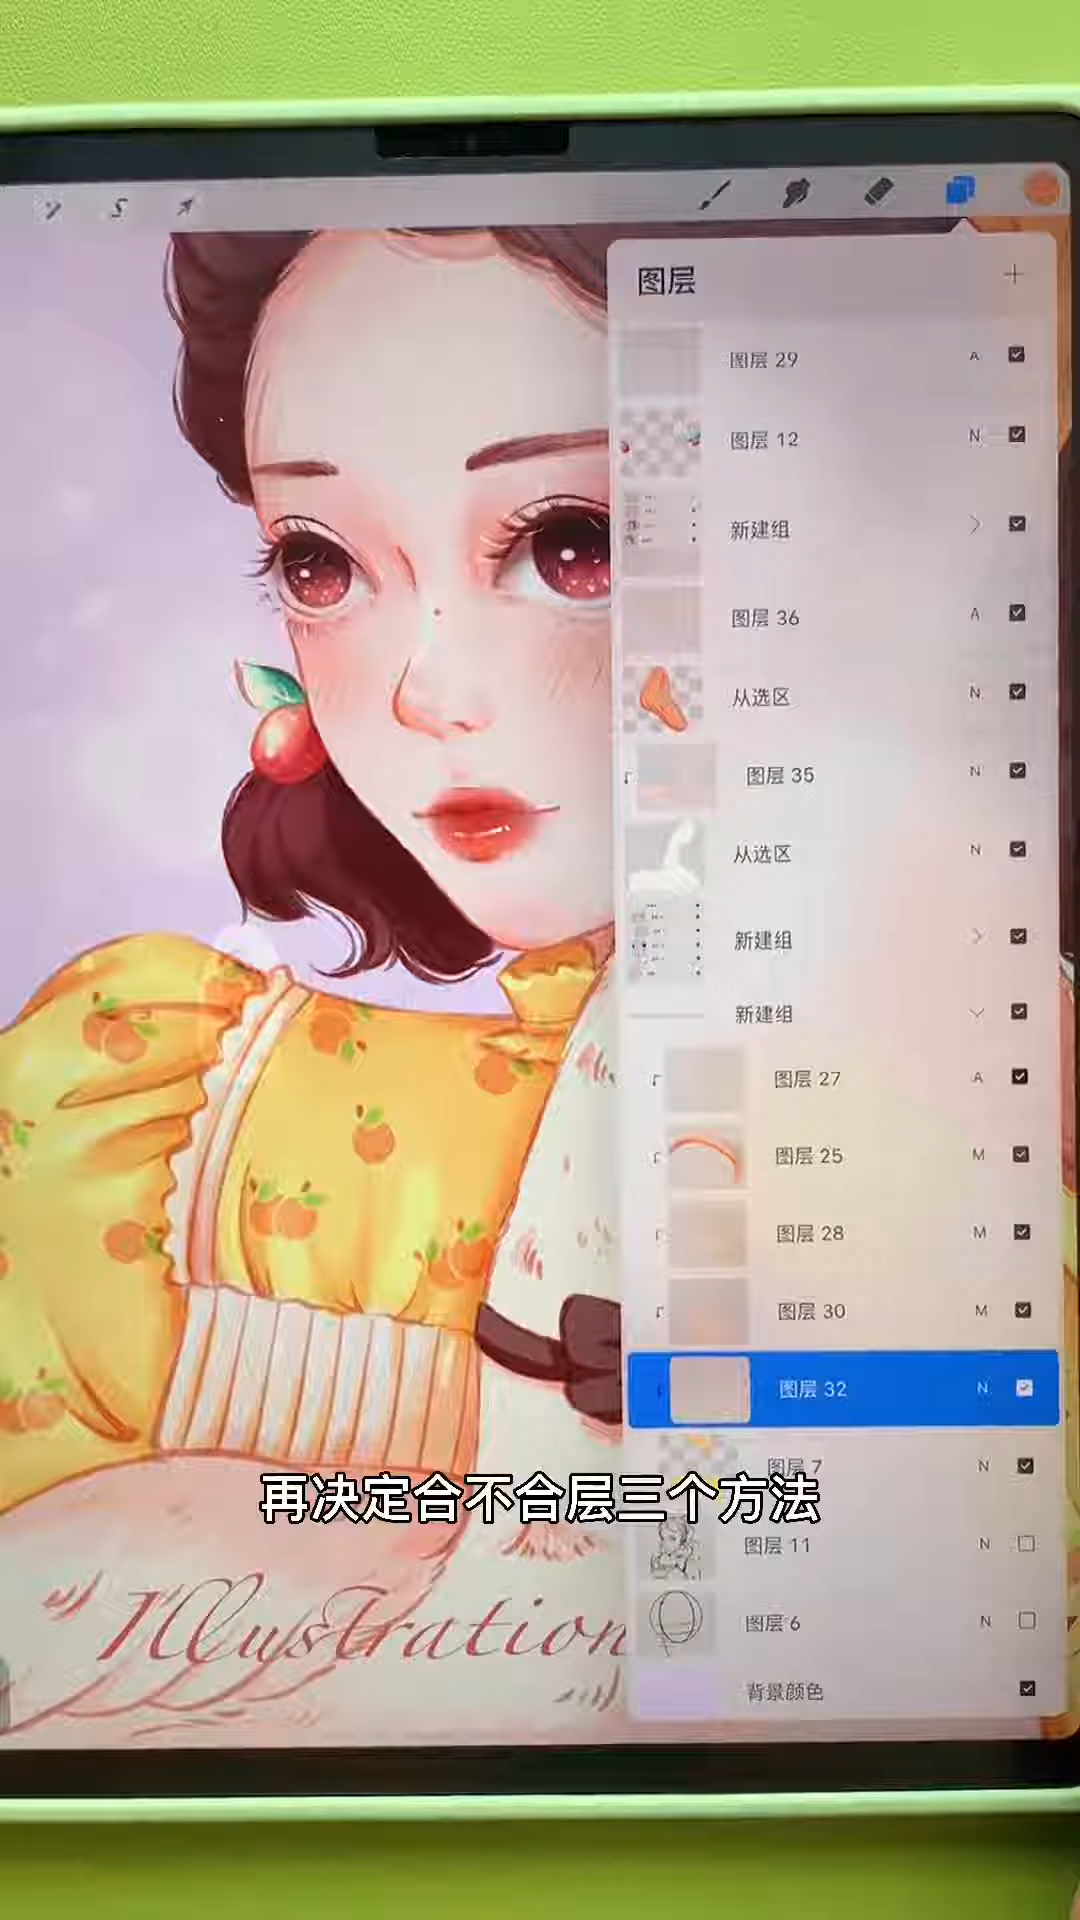 图层
图层 29 A
图层 12 N
新建组
图层 36 A
从选区 N
图层 35 N
从选区 N
新建组
新建组
图层 27 A
图层 25 M
图层 28 M
图层 30 M
图层 32 N
图层 7 N
再决定合不合层三个方法
图层 11 N
图层 6 N
背景颜色
Illustration